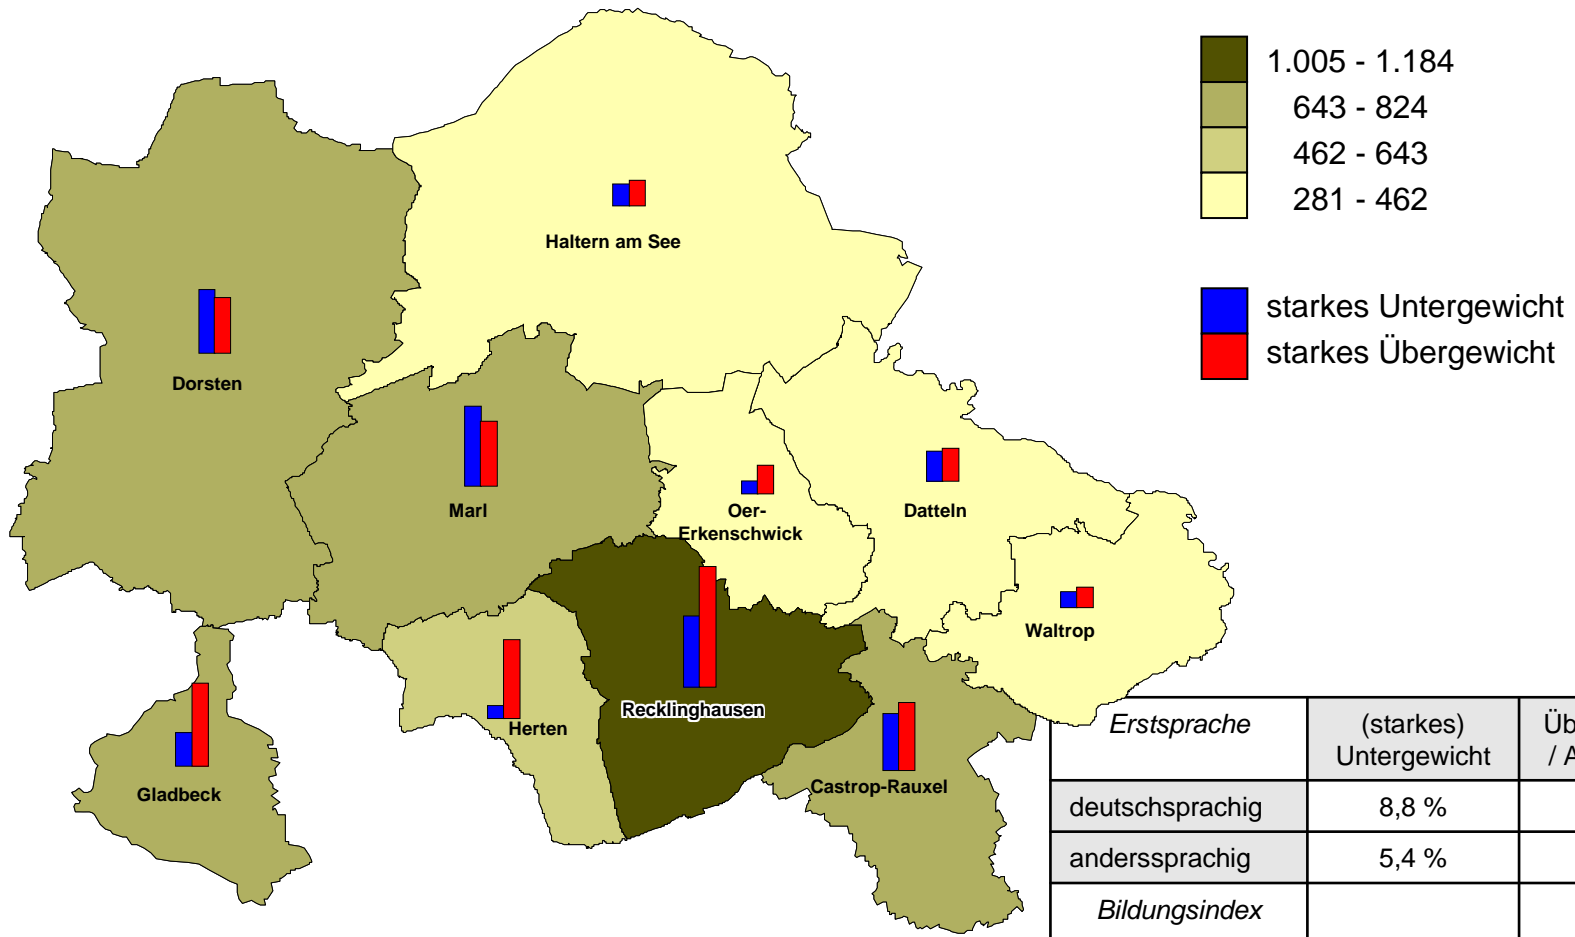 1.005 - 1.184
643 - 824
462 - 643
281 - 462
starkes Untergewicht
starkes Übergewicht
Haltern am See
Dorsten
Marl
Oer-
Erkenschwick
Datteln
Waltrop
Herten
Recklinghausen
Castrop-Rauxel
Gladbeck
Erstsprache
(starkes)
Untergewicht
Üb
/ A
deutschsprachig
8,8 %
anderssprachig
5,4 %
Bildungsindex